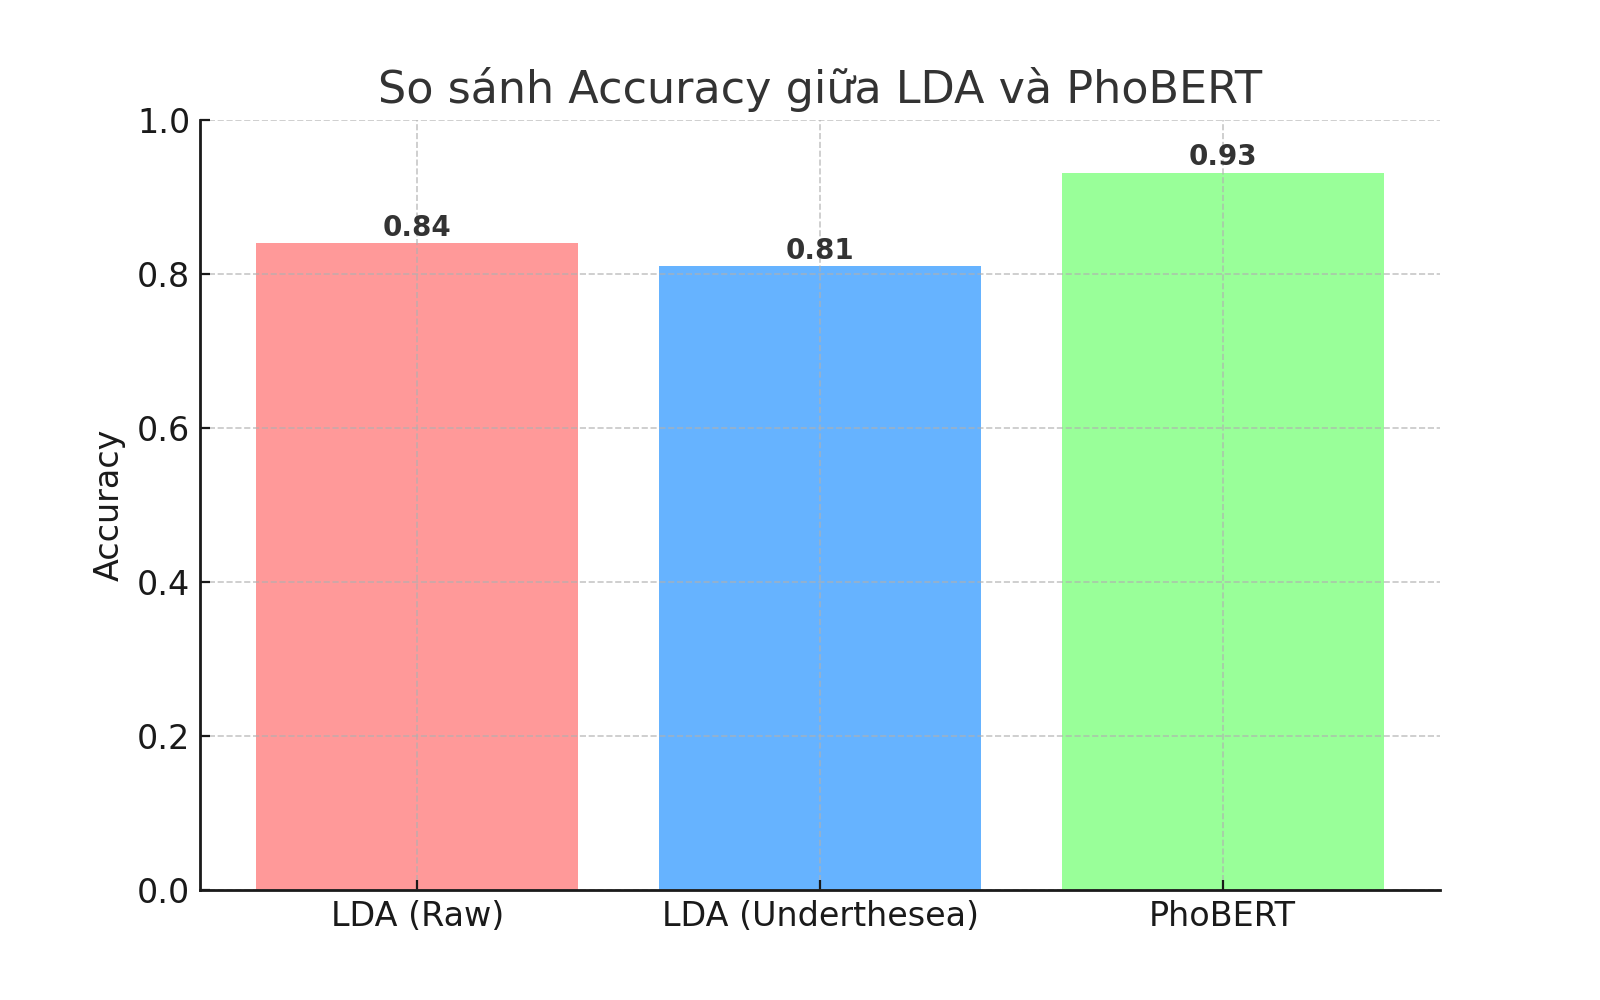 So sánh Accuracy giữa LDA và PhoBERT
1.0
0.93
0.84
0.81
0.8
0.6
Accuracy
0.4
0.2
0.0
LDA (Raw)
LDA (Underthesea)
PhoBERT